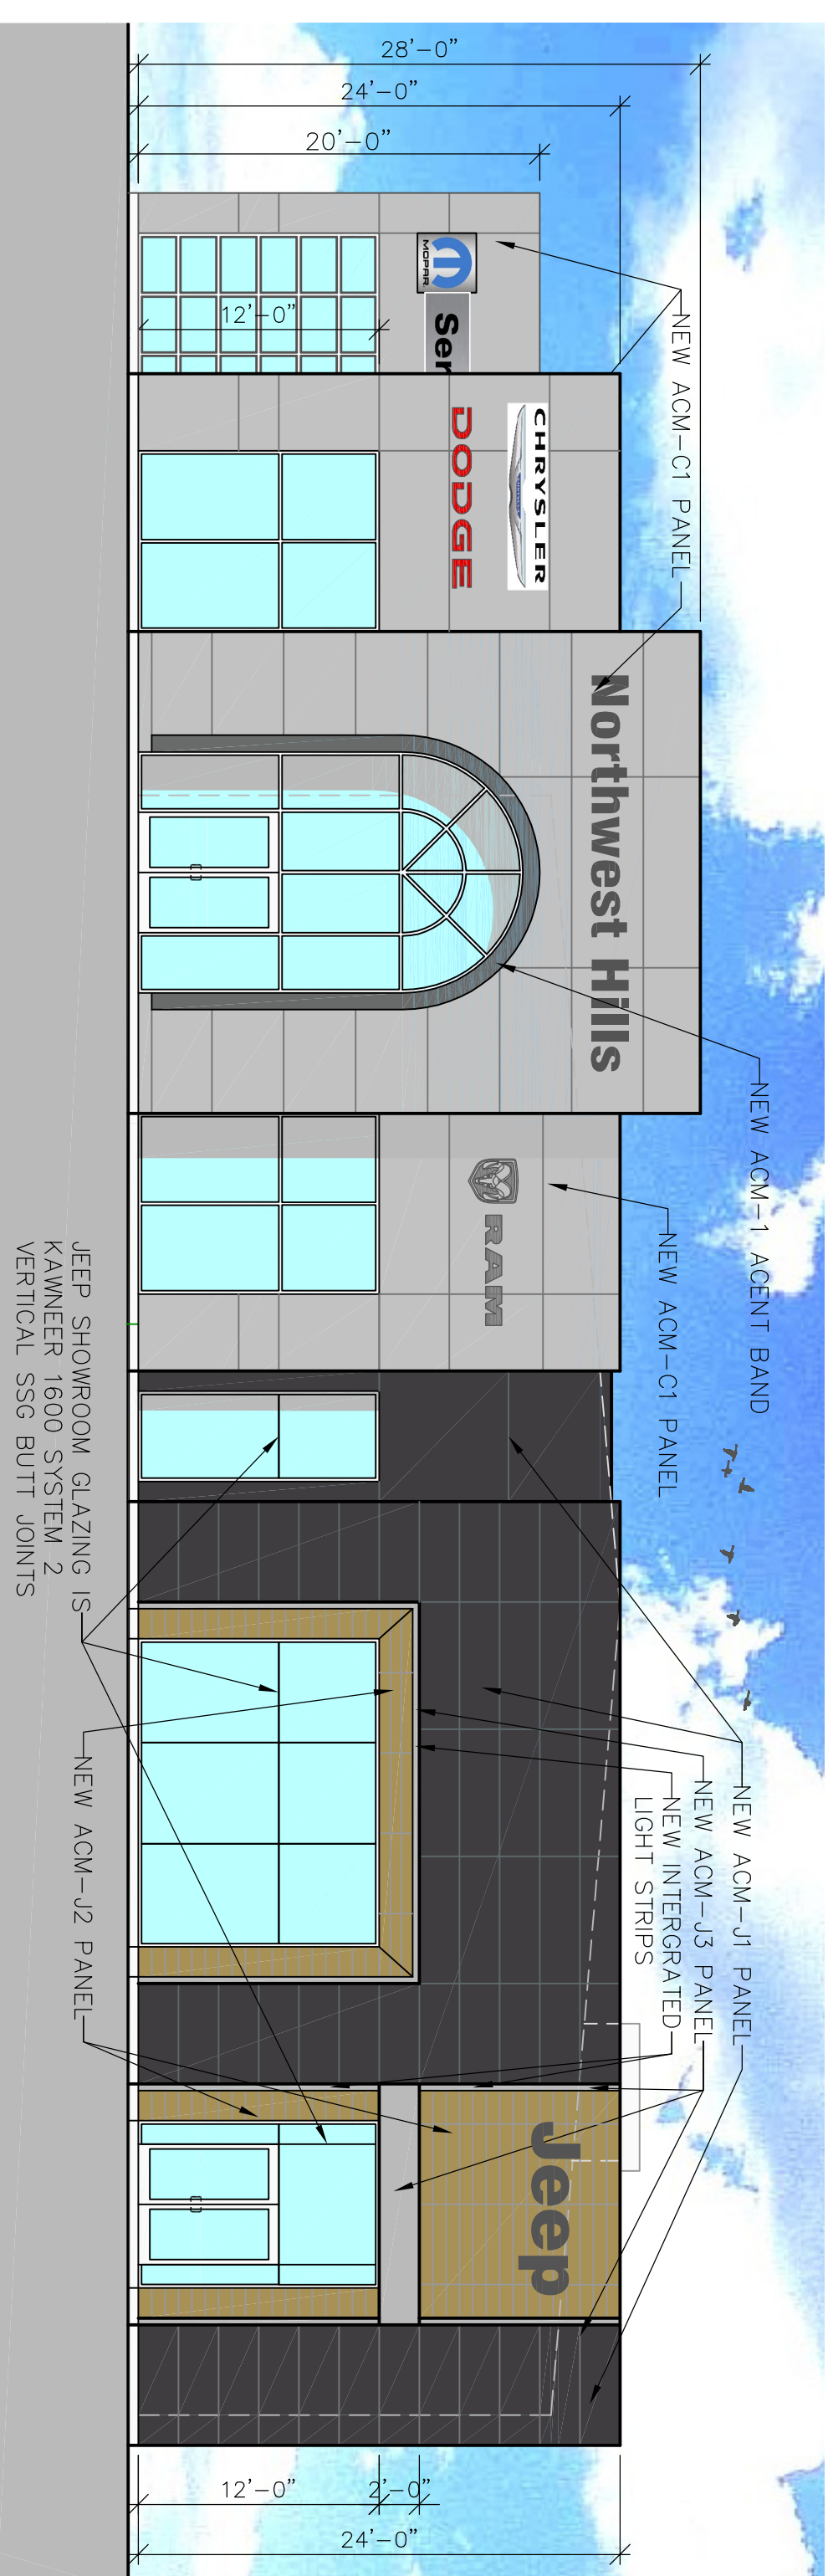 28'-0"
24'-0"
20'-0"
12'-0"
MOPAR
Ser
NEW ACM-C1 PANEL
CHRYSLER
DODGE
Northwest Hills
NEW ACM-1 ACENT BAND
RAM
NEW ACM-C1 PANEL
JEEP SHOWROOM GLAZING IS
KAWNEER 1600 SYSTEM 2
VERTICAL SSG BUTT JOINTS
NEW ACM-J1 PANEL
NEW ACM-J3 PANEL
NEW INTERGRATED
LIGHT STRIPS
NEW ACM-J2 PANEL
Jeep
12'-0"
2'-0"
24'-0"